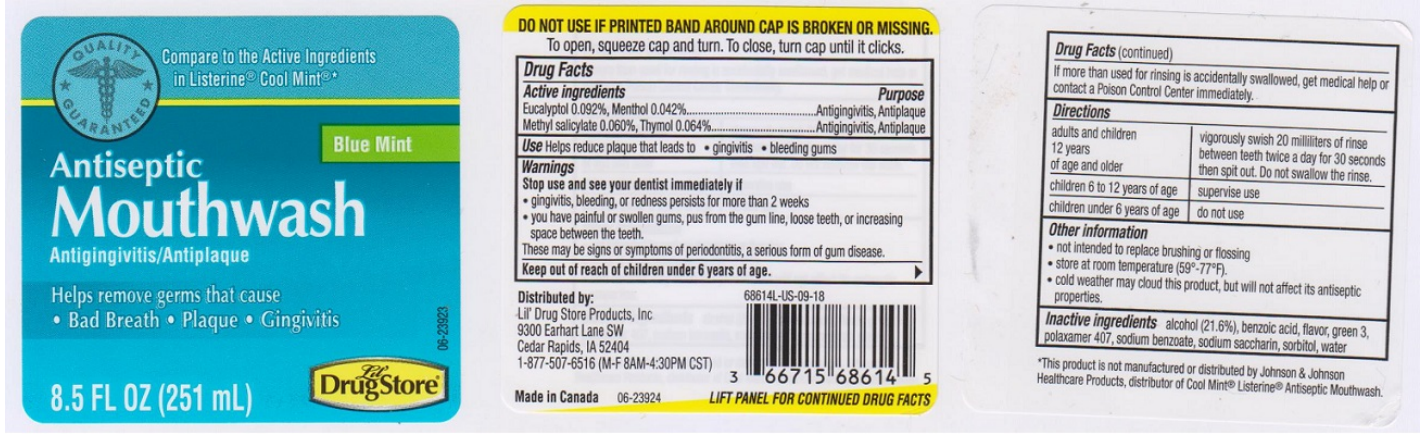 QUALITY
GUARANTEED
Compare to the Active Ingredients
in Listerine® Cool Mint®*
Blue Mint
Antiseptic
Mouthwash
Antigingivitis/Antiplaque
Helps remove germs that cause
• Bad Breath • Plaque • Gingivitis
06-23923
8.5 FL OZ (251 mL)
Lil'
DrugStore®
DO NOT USE IF PRINTED BAND AROUND CAP IS BROKEN OR MISSING.
To open, squeeze cap and turn. To close, turn cap until it clicks.
Drug Facts
Active ingredients Purpose
Eucalyptol 0.092%, Menthol 0.042%..........Antigingivitis, Antiplaque
Methyl salicylate 0.060%, Thymol 0.064%..........Antigingivitis, Antiplaque
Use Helps reduce plaque that leads to • gingivitis • bleeding gums
Warnings
Stop use and see your dentist immediately if
• gingivitis, bleeding, or redness persists for more than 2 weeks
• you have painful or swollen gums, pus from the gum line, loose teeth, or increasing
space between the teeth.
These may be signs or symptoms of periodontitis, a serious form of gum disease.
Keep out of reach of children under 6 years of age.
Distributed by:
Lil' Drug Store Products, Inc
9300 Earhart Lane SW
Cedar Rapids, IA 52404
1-877-507-6516 (M-F 8AM-4:30PM CST)
68614L-US-09-18
3 66715 68614 5
Made in Canada 06-23924 LIFT PANEL FOR CONTINUED DRUG FACTS
Drug Facts (continued)
If more than used for rinsing is accidentally swallowed, get medical help or
contact a Poison Control Center immediately.
Directions
adults and children vigorously swish 20 milliliters of rinse
12 years between teeth twice a day for 30 seconds
of age and older then spit out. Do not swallow the rinse.
children 6 to 12 years of age supervise use
children under 6 years of age do not use
Other information
• not intended to replace brushing or flossing
• store at room temperature (59°-77°F).
• cold weather may cloud this product, but will not affect its antiseptic
properties.
Inactive ingredients alcohol (21.6%), benzoic acid, flavor, green 3,
polaxamer 407, sodium benzoate, sodium saccharin, sorbitol, water
*This product is not manufactured or distributed by Johnson & Johnson
Healthcare Products, distributor of Cool Mint® Listerine® Antiseptic Mouthwash.